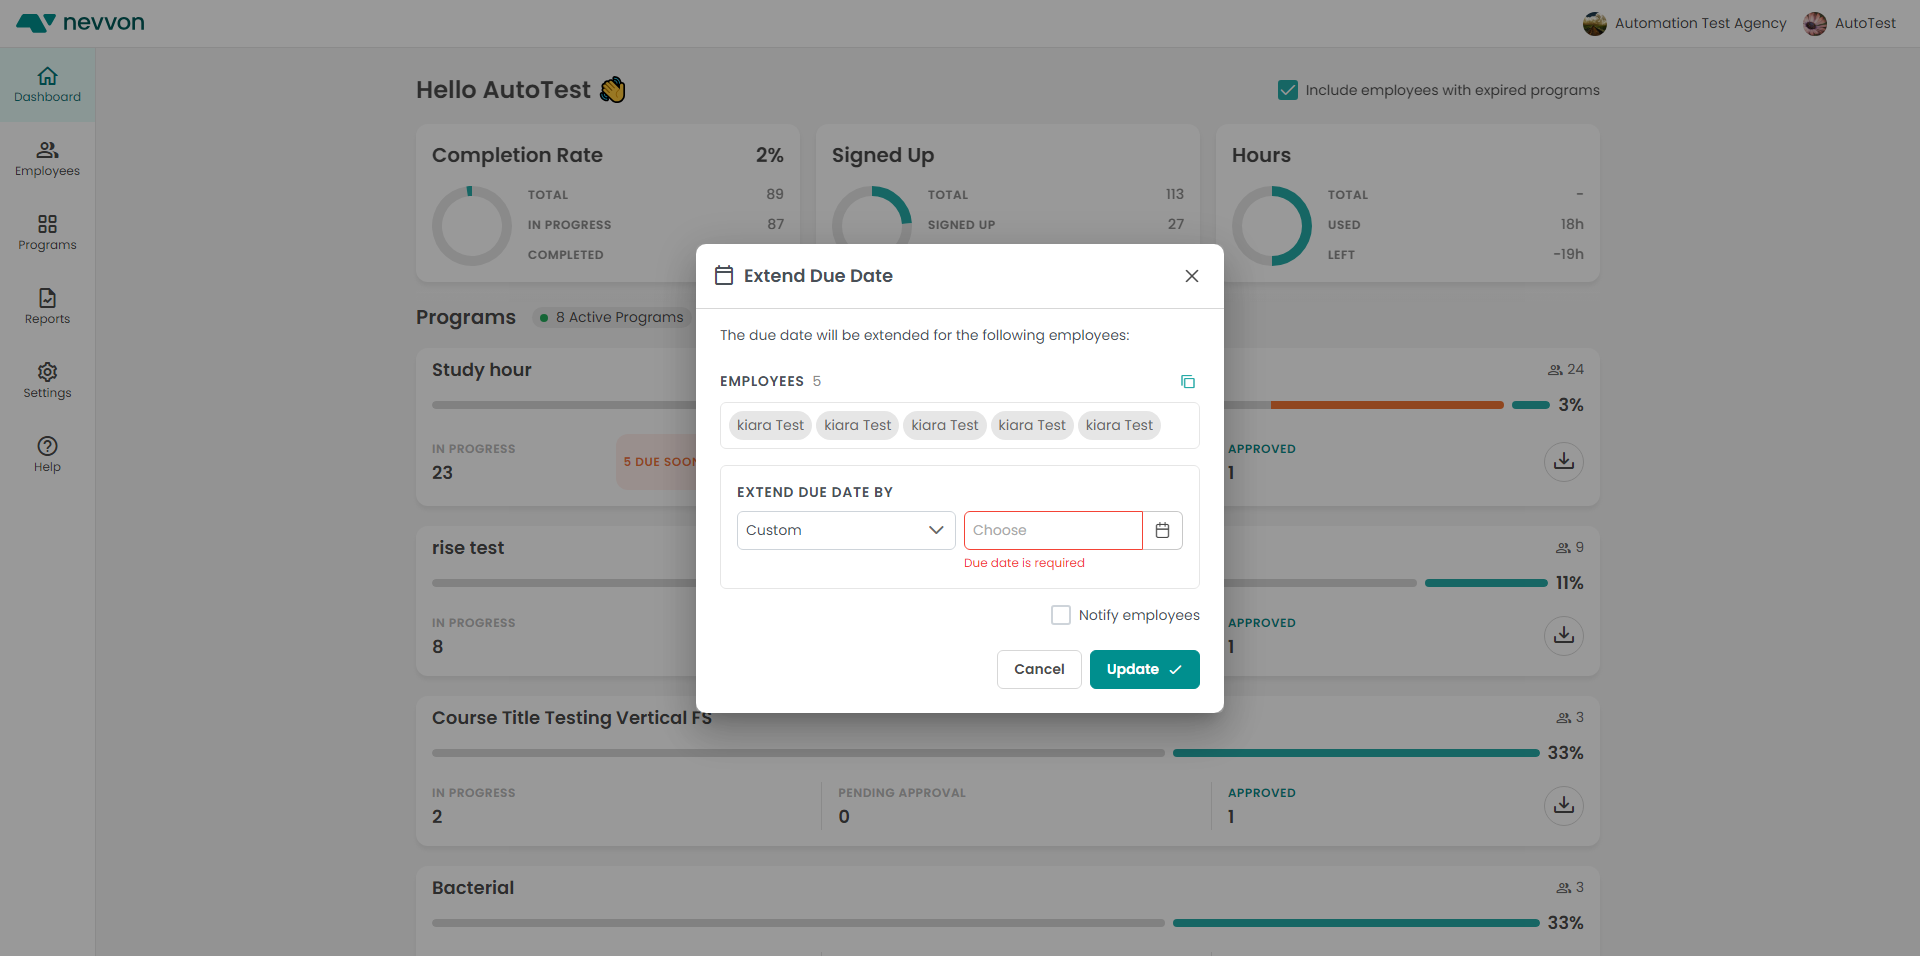 nevvon
Automation Test Agency
AutoTest
Dashboard
Employees
Programs
Reports
Settings
Help
Hello AutoTest 👋
Include employees with expired programs
Completion Rate 2%
TOTAL 89
IN PROGRESS 87
COMPLETED
Signed Up
TOTAL 113
SIGNED UP 27
Hours
TOTAL -
USED 18h
LEFT -19h
Programs 8 Active Programs
Study hour 24
3%
IN PROGRESS
23
5 DUE SOON
APPROVED
1
rise test 9
11%
IN PROGRESS
8
APPROVED
1
Course Title Testing Vertical FS 3
33%
IN PROGRESS
2
PENDING APPROVAL
0
APPROVED
1
Bacterial 3
33%
Extend Due Date
The due date will be extended for the following employees:
EMPLOYEES 5
kiara Test kiara Test kiara Test kiara Test kiara Test
EXTEND DUE DATE BY
Custom Choose
Due date is required
Notify employees
Cancel Update